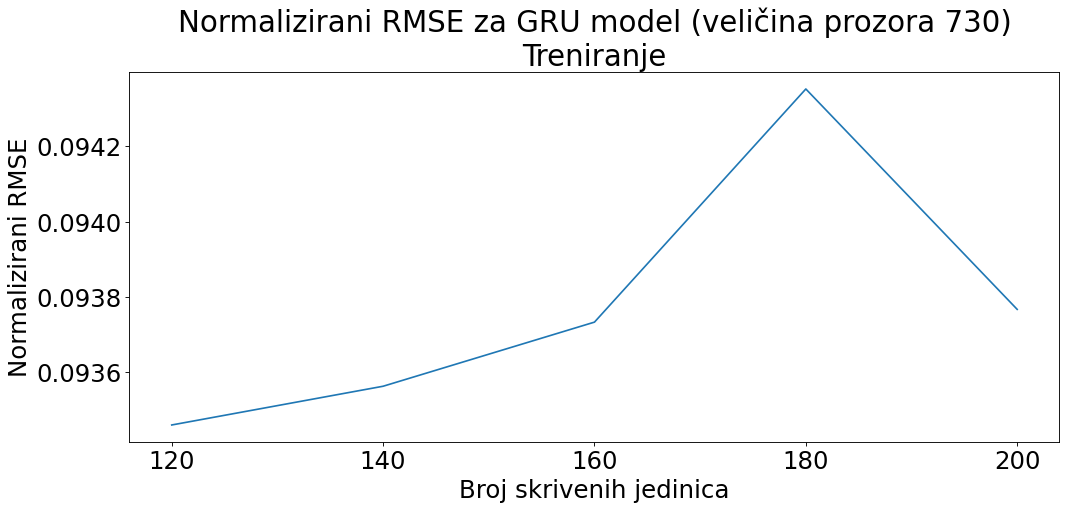 Normalizirani RMSE za GRU model (veličina prozora 730)
Treniranje
Normalizirani RMSE
0.0942
0.0940
0.0938
0.0936
120 140 160 180 200
Broj skrivenih jedinica